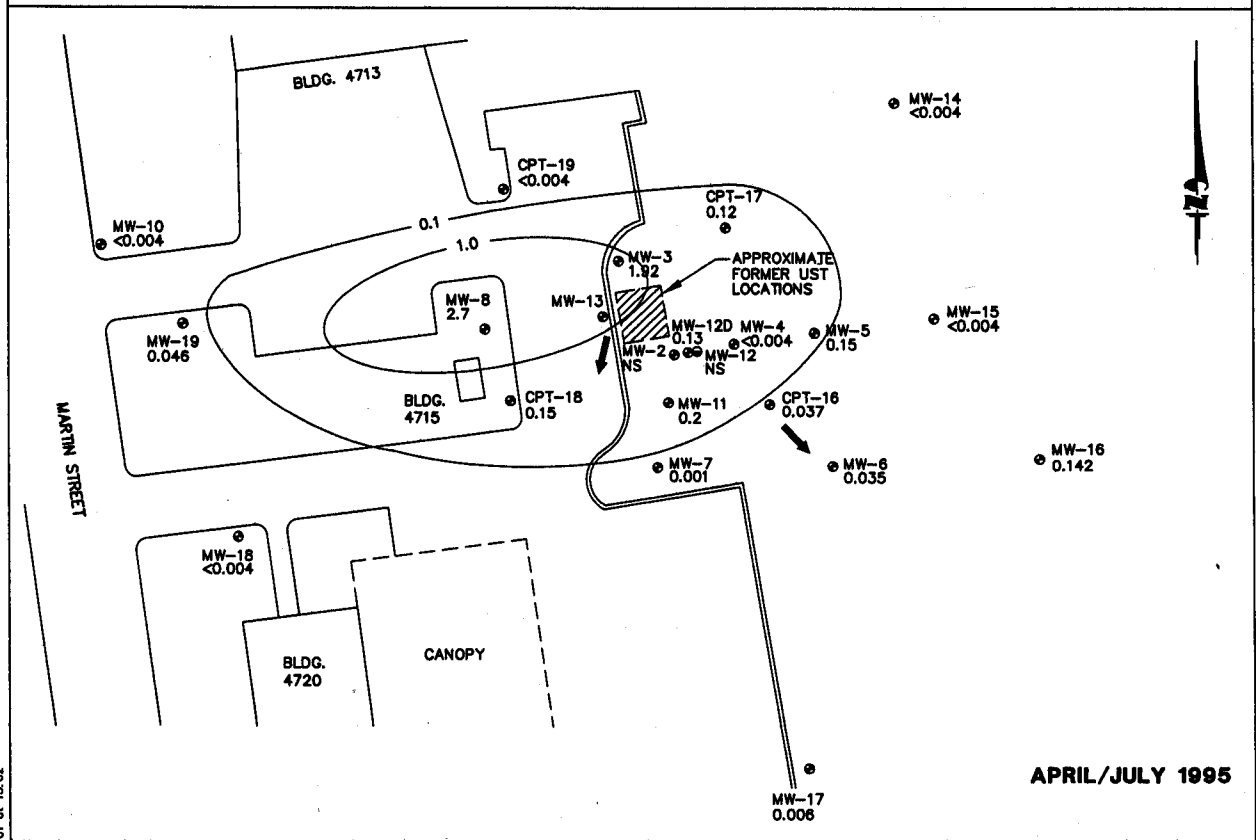 BLDG. 4713
MW-14
<0.004
CPT-19
<0.004
CPT-17
0.12
MW-10
<0.004
0.1
1.0
MW-3
1.92
APPROXIMATE
FORMER UST
LOCATIONS
N
MW-8
2.7
MW-13
MW-19
0.046
MW-12D
0.13
MW-4
<0.004
MW-5
0.15
MW-15
<0.004
MW-2
NS
MW-12
NS
BLDG.
4715
CPT-18
0.15
MW-11
0.2
CPT-16
0.037
MARTIN STREET
MW-7
0.001
MW-6
0.035
MW-16
0.142
MW-18
<0.004
BLDG.
4720
CANOPY
MW-17
0.006
APRIL/JULY 1995